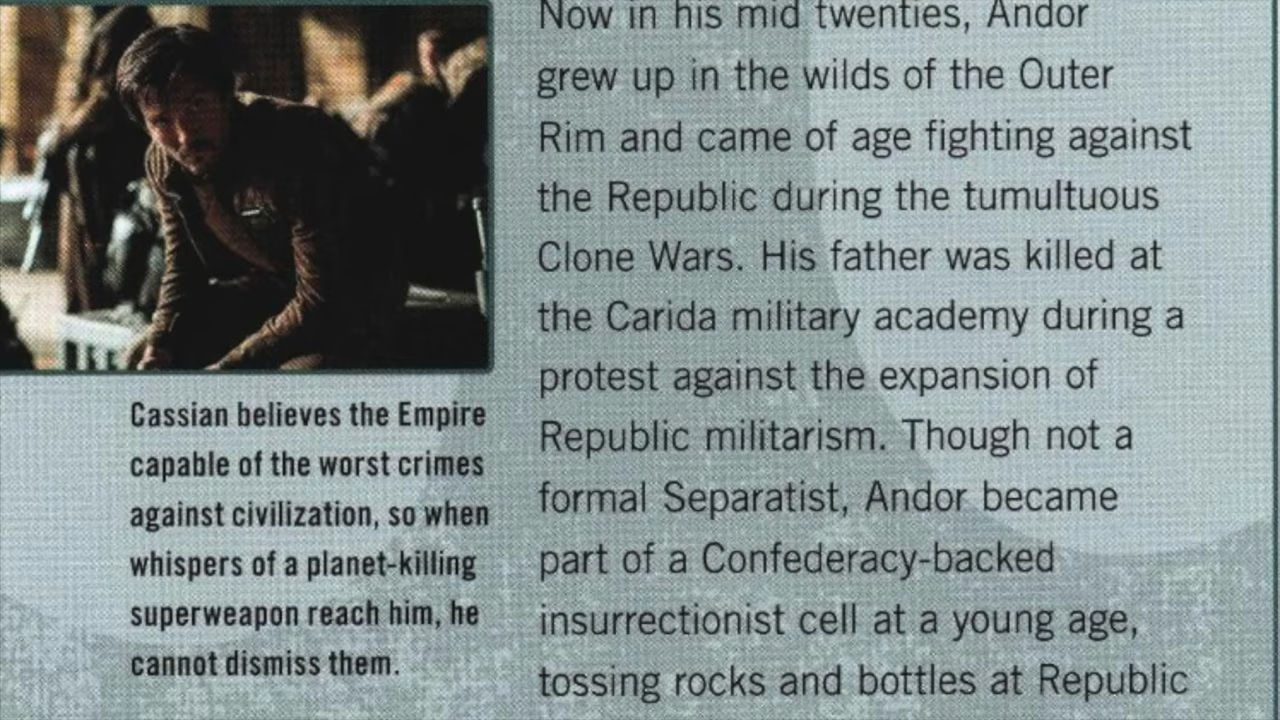 Now in his mid twenties, Andor
grew up in the wilds of the Outer
Rim and came of age fighting against
the Republic during the tumultuous
Clone Wars. His father was killed at
the Carida military academy during a
protest against the expansion of
Republic militarism. Though not a
formal Separatist, Andor became
part of a Confederacy-backed
insurrectionist cell at a young age,
tossing rocks and bottles at Republic
Cassian believes the Empire
capable of the worst crimes
against civilization, so when
whispers of a planet-killing
superweapon reach him, he
cannot dismiss them.